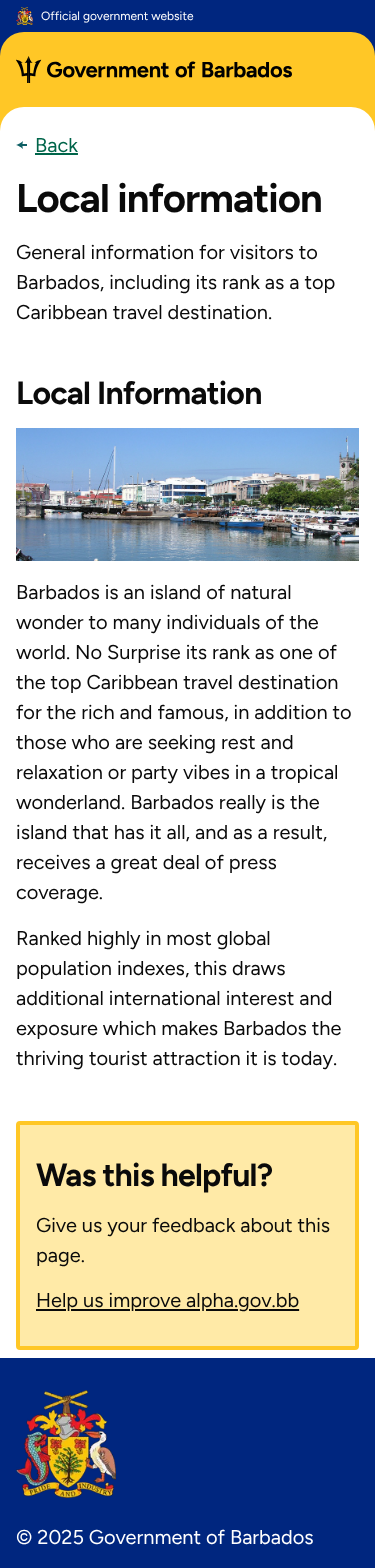 Official government website
Government of Barbados
Back
Local information
General information for visitors to
Barbados, including its rank as a top
Caribbean travel destination.
Local Information
Barbados is an island of natural
wonder to many individuals of the
world. No Surprise its rank as one of
the top Caribbean travel destination
for the rich and famous, in addition to
those who are seeking rest and
relaxation or party vibes in a tropical
wonderland. Barbados really is the
island that has it all, and as a result,
receives a great deal of press
coverage.
Ranked highly in most global
population indexes, this draws
additional international interest and
exposure which makes Barbados the
thriving tourist attraction it is today.
Was this helpful?
Give us your feedback about this
page.
Help us improve alpha.gov.bb
PRIDE AND INDUSTRY
© 2025 Government of Barbados